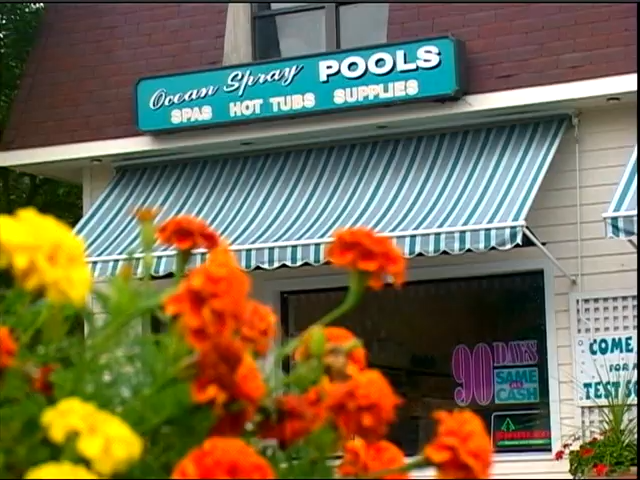 Ocean Spray POOLS
SPAS HOT TUBS SUPPLIES
90 DAYS
SAME
as
CASH
COME
FOR A
TEST